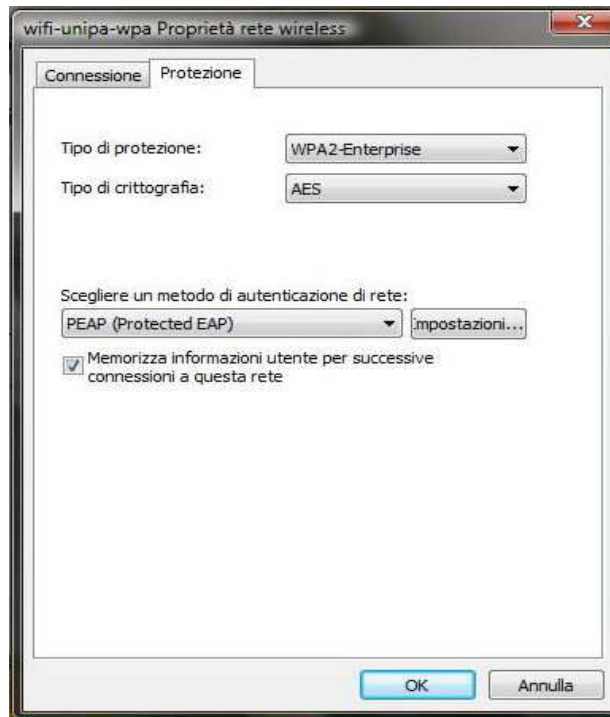 wifi-unipa-wpa Proprietà rete wireless
Connessione
Protezione
Tipo di protezione:
WPA2-Enterprise
Tipo di crittografia:
AES
Scegliere un metodo di autenticazione di rete:
PEAP (Protected EAP)
Impostazioni...
Memorizza informazioni utente per successive
connessioni a questa rete
OK
Annulla